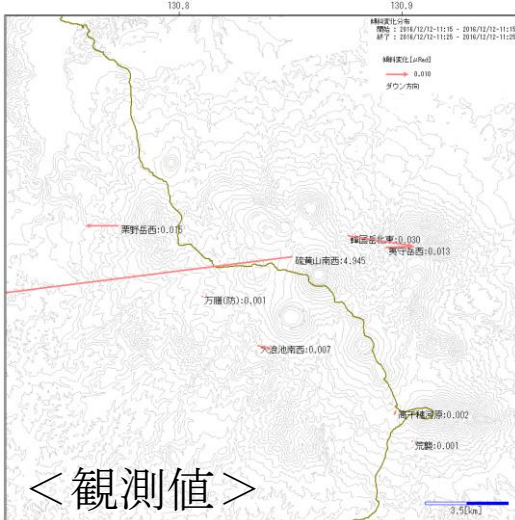 130.8
130.9
傾斜変化分布
開始 : 2016/12/12-11:15 - 2016/12/12-11:15
終了 : 2016/12/12-11:25 - 2016/12/12-11:25
傾斜変化[μRad]
0.010
ダウン方向
栗野岳西:0.015
韓国岳北東:0.030
夷守岳西:0.013
硫黄山南西:4.945
万膳(防):0.001
大浪池南西:0.007
高千穂河原:0.002
荒襲:0.001
＜観測値＞
3.5[km]